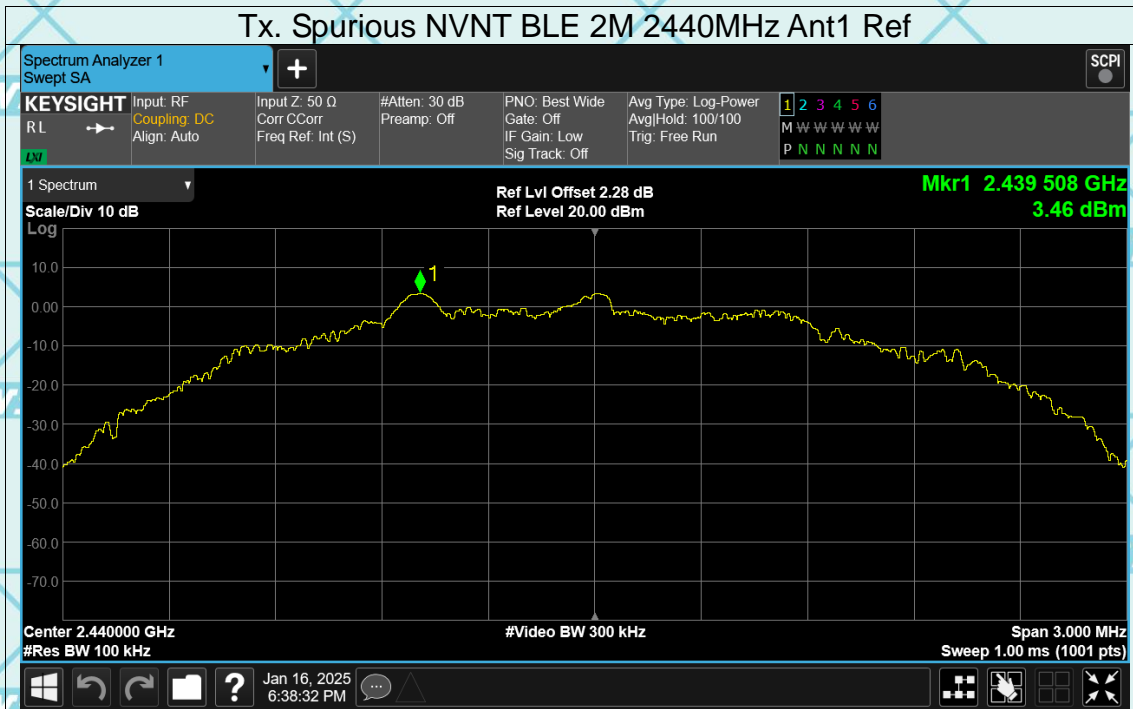 Tx. Spurious NVNT BLE 2M 2440MHz Ant1 Ref
Spectrum Analyzer 1
Swept SA
+
SCPI
KEYSIGHT
R L
LXI
Input: RF
Coupling: DC
Align: Auto
Input Z: 50 Ω
Corr CCorr
Freq Ref: Int (S)
#Atten: 30 dB
Preamp: Off
PNO: Best Wide
Gate: Off
IF Gain: Low
Sig Track: Off
Avg Type: Log-Power
Avg|Hold: 100/100
Trig: Free Run
1 2 3 4 5 6
M W W W W W
P N N N N N
1 Spectrum
Scale/Div 10 dB
Log
Ref Lvl Offset 2.28 dB
Ref Level 20.00 dBm
Mkr1 2.439 508 GHz
3.46 dBm
1
10.0
0.00
-10.0
-20.0
-30.0
-40.0
-50.0
-60.0
-70.0
Center 2.440000 GHz
#Video BW 300 kHz
Span 3.000 MHz
#Res BW 100 kHz
Sweep 1.00 ms (1001 pts)
?
Jan 16, 2025
6:38:32 PM